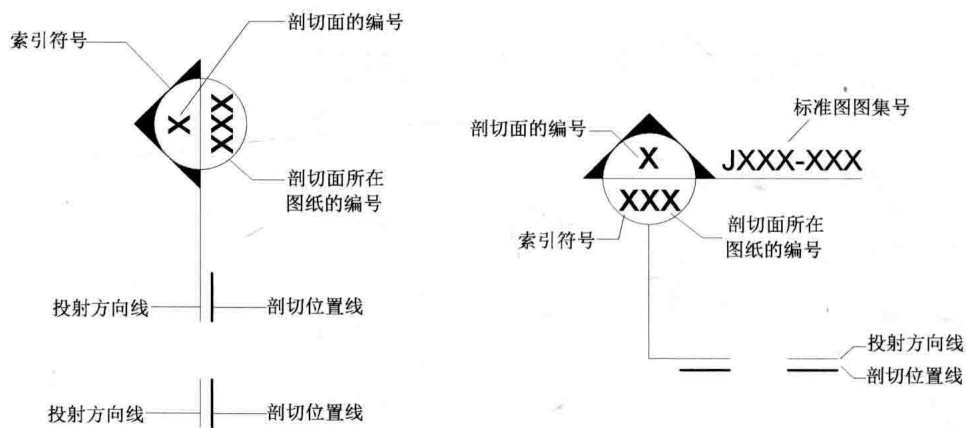 剖切面的编号
索引符号
X
XXX
剖切面所在
图纸的编号
投射方向线
剖切位置线
投射方向线
剖切位置线
标准图图集号
剖切面的编号
X
JXXX-XXX
XXX
索引符号
剖切面所在
图纸的编号
投射方向线
剖切位置线